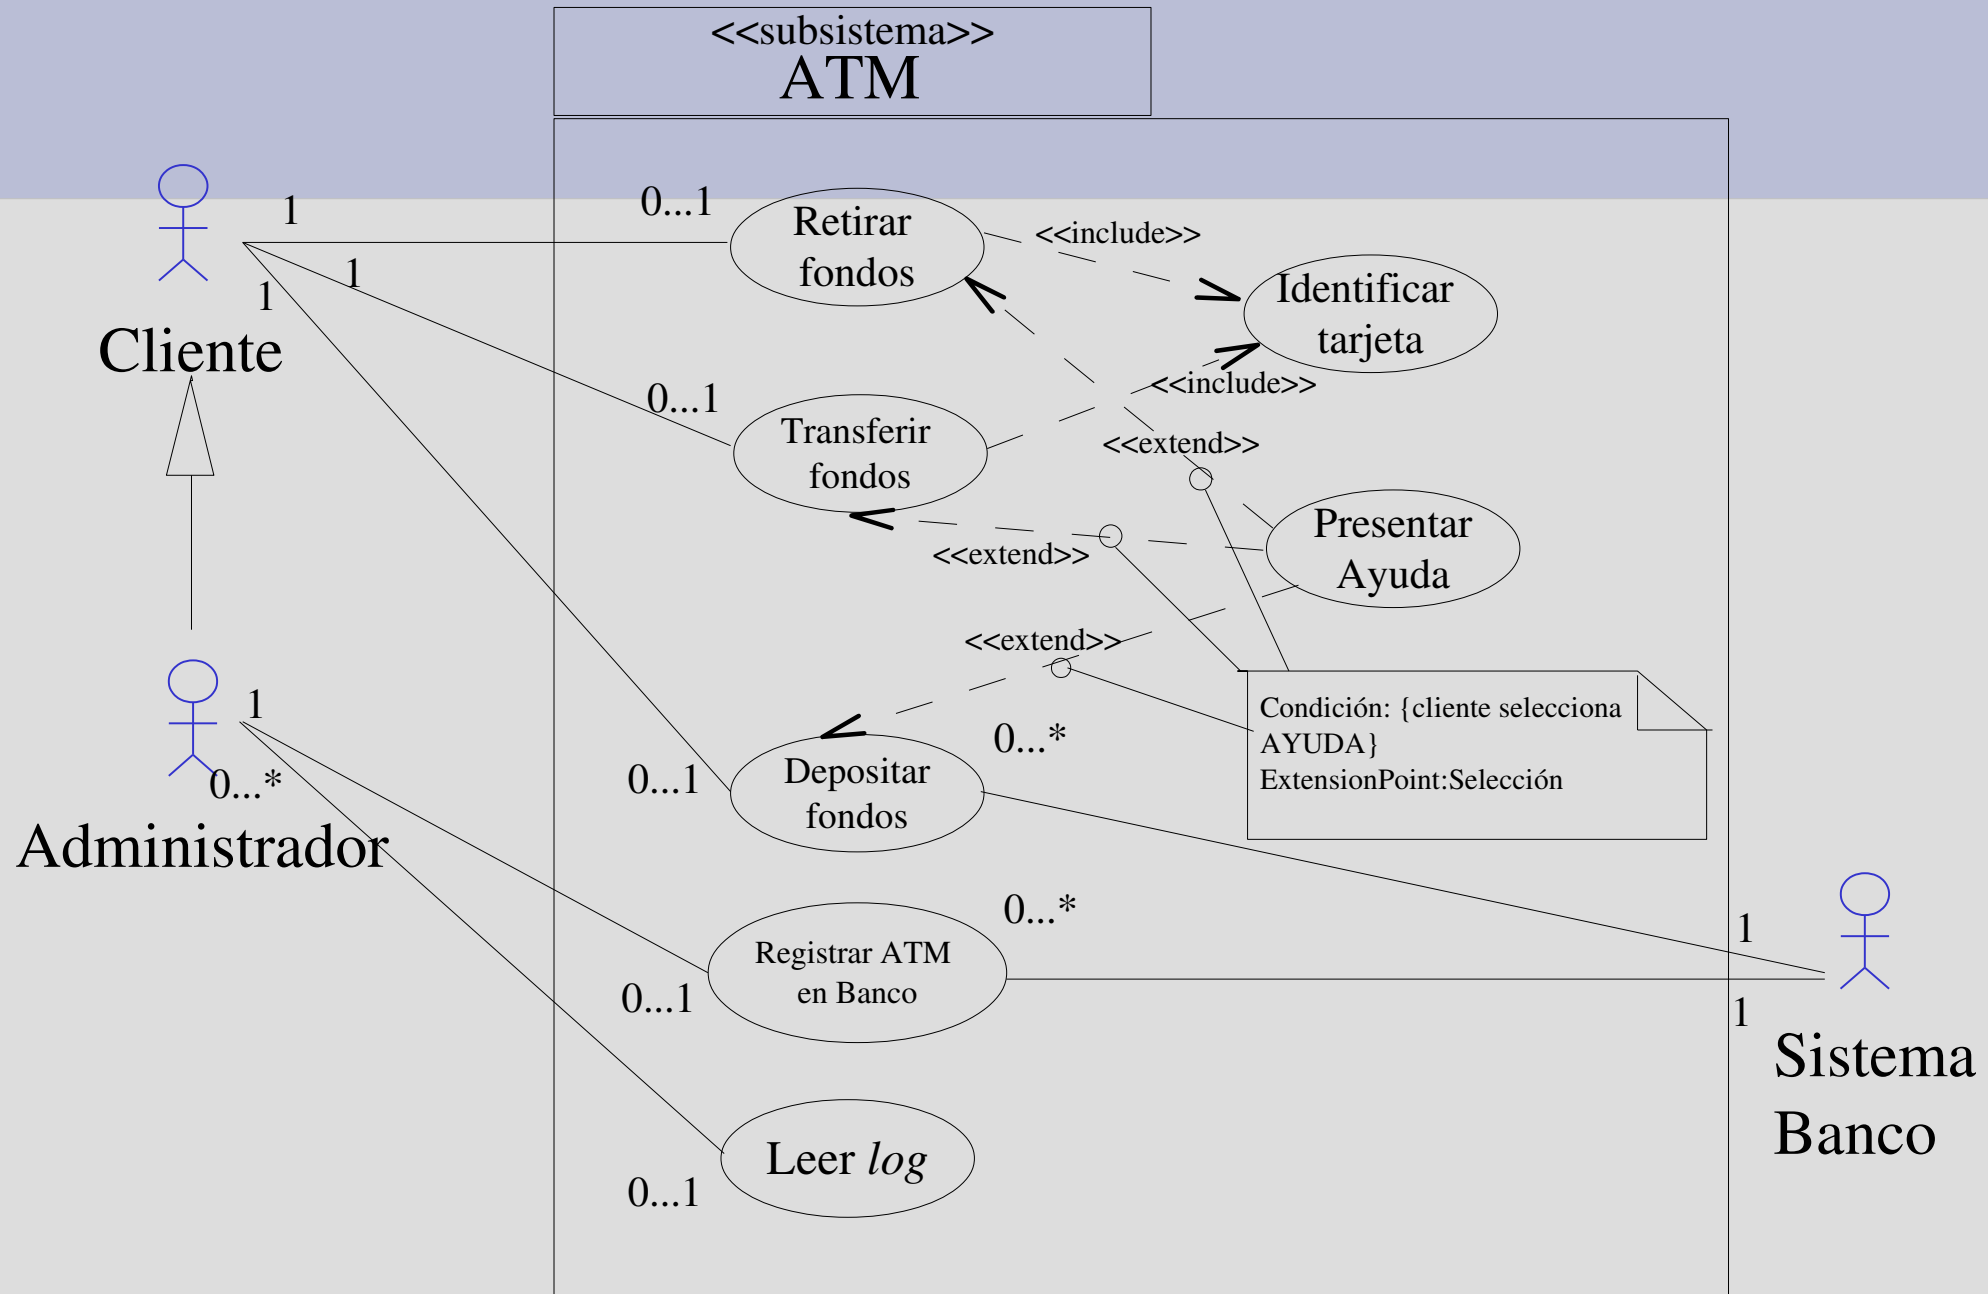 <<subsistema>>
ATM
1
0...1
Retirar
fondos
<<include>>
1
1
Identificar
tarjeta
Cliente
<<include>>
0...1
Transferir
fondos
<<extend>>
Presentar
Ayuda
<<extend>>
<<extend>>
1
0...*
Condición: {cliente selecciona
AYUDA}
ExtensionPoint:Selección
0...*
0...1
Depositar
fondos
Administrador
0...*
1
Registrar ATM
en Banco
0...1
1
Sistema
Banco
Leer log
0...1